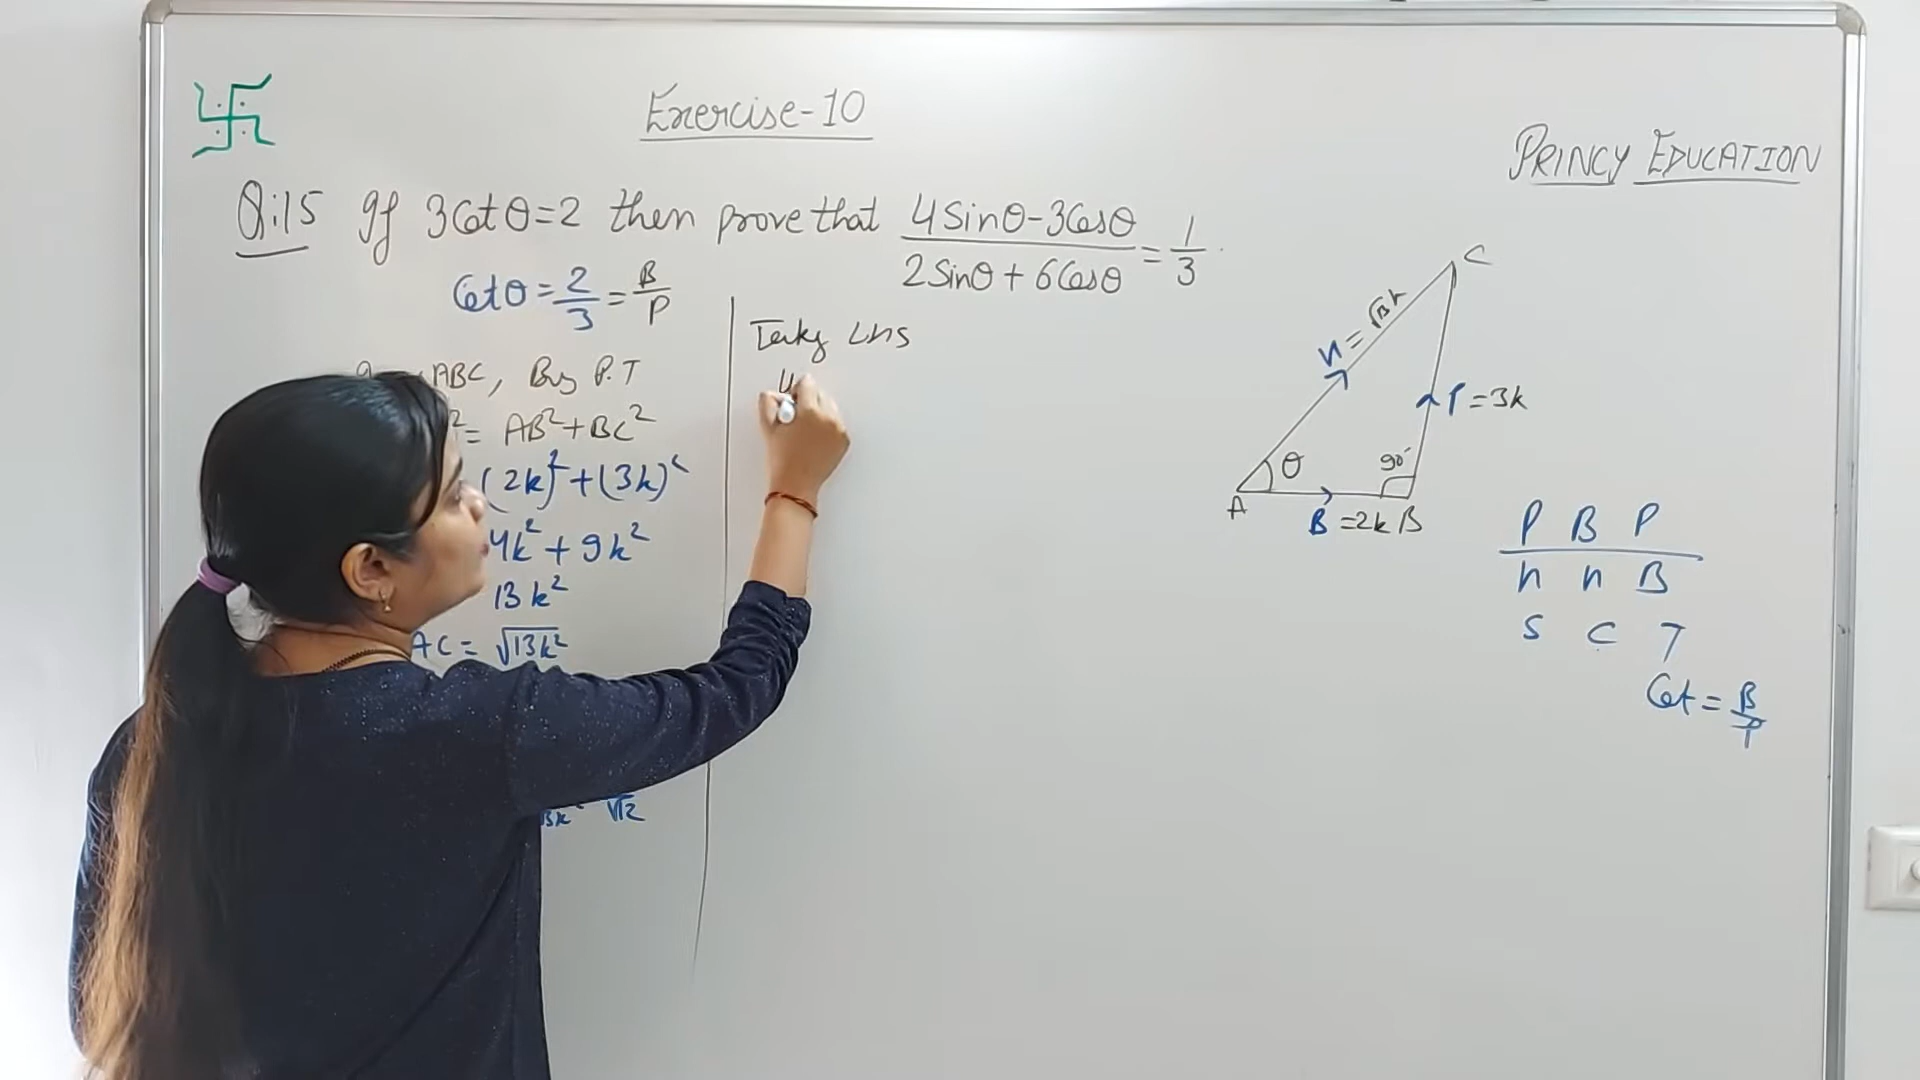 Exercise-10
PRINCY EDUCATION
Q.15 If 3Cotθ=2 then prove that (4Sinθ-3Cosθ)/(2Sinθ+6Cosθ) = 1/3.
Cotθ = 2/3 = B/P
ABC, By P.T
² = AB²+BC²
(2k)²+(3k)²
4k²+9k²
13k²
AC = √13k²
LHS
4
C
H = √13k
P = 3k
90°
θ
A
B = 2k B
P B P
H H B
S C T
Cot = B/P